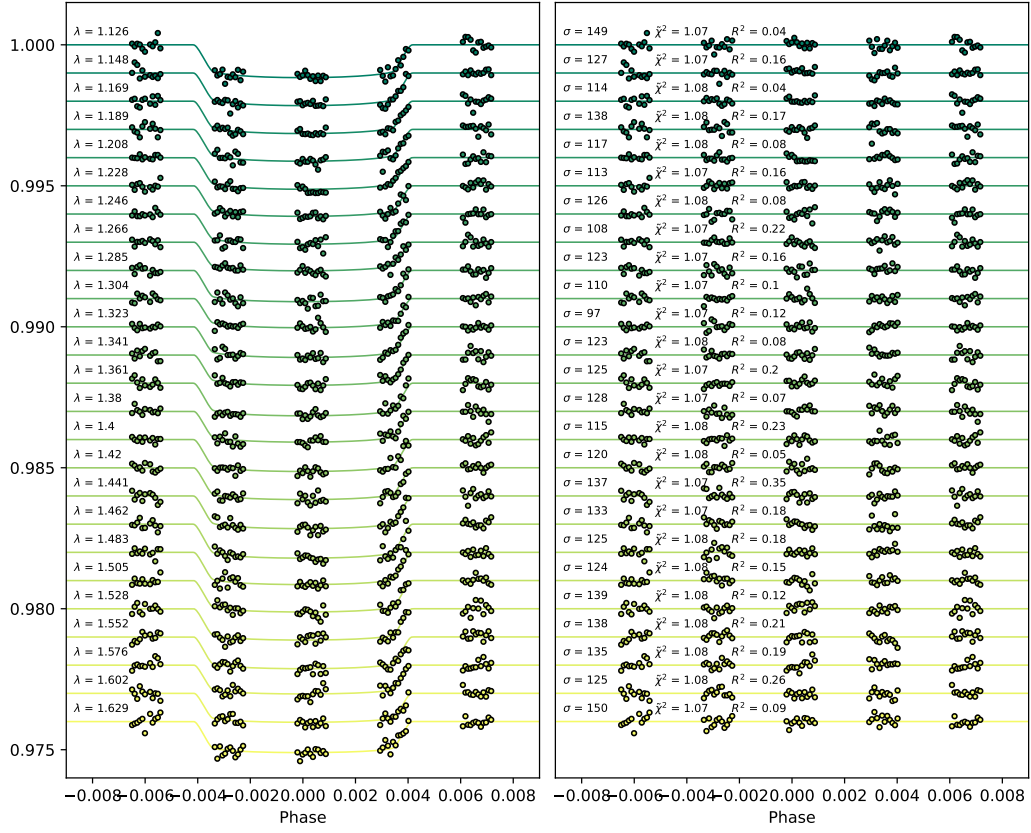 λ = 1.126
1.000
λ = 1.148
λ = 1.169
λ = 1.189
λ = 1.208
0.995
λ = 1.228
λ = 1.246
λ = 1.266
λ = 1.285
λ = 1.304
0.990
λ = 1.323
λ = 1.341
λ = 1.361
λ = 1.38
λ = 1.4
0.985
λ = 1.42
λ = 1.441
λ = 1.462
λ = 1.483
λ = 1.505
0.980
λ = 1.528
λ = 1.552
λ = 1.576
λ = 1.602
λ = 1.629
0.975
−0.008 −0.006 −0.004 −0.002 0.000 0.002 0.004 0.006 0.008
Phase
σ = 149 χ̃² = 1.07 R² = 0.04
σ = 127 χ̃² = 1.07 R² = 0.16
σ = 114 χ̃² = 1.08 R² = 0.04
σ = 138 χ̃² = 1.08 R² = 0.17
σ = 117 χ̃² = 1.08 R² = 0.08
σ = 113 χ̃² = 1.07 R² = 0.16
σ = 126 χ̃² = 1.08 R² = 0.08
σ = 108 χ̃² = 1.07 R² = 0.22
σ = 123 χ̃² = 1.07 R² = 0.16
σ = 110 χ̃² = 1.07 R² = 0.1
σ = 97 χ̃² = 1.07 R² = 0.12
σ = 123 χ̃² = 1.08 R² = 0.08
σ = 125 χ̃² = 1.07 R² = 0.2
σ = 128 χ̃² = 1.07 R² = 0.07
σ = 115 χ̃² = 1.08 R² = 0.23
σ = 120 χ̃² = 1.08 R² = 0.05
σ = 137 χ̃² = 1.07 R² = 0.35
σ = 133 χ̃² = 1.07 R² = 0.18
σ = 125 χ̃² = 1.08 R² = 0.18
σ = 124 χ̃² = 1.08 R² = 0.15
σ = 139 χ̃² = 1.08 R² = 0.12
σ = 138 χ̃² = 1.08 R² = 0.21
σ = 135 χ̃² = 1.08 R² = 0.19
σ = 125 χ̃² = 1.08 R² = 0.26
σ = 150 χ̃² = 1.07 R² = 0.09
−0.008 −0.006 −0.004 −0.002 0.000 0.002 0.004 0.006 0.008
Phase